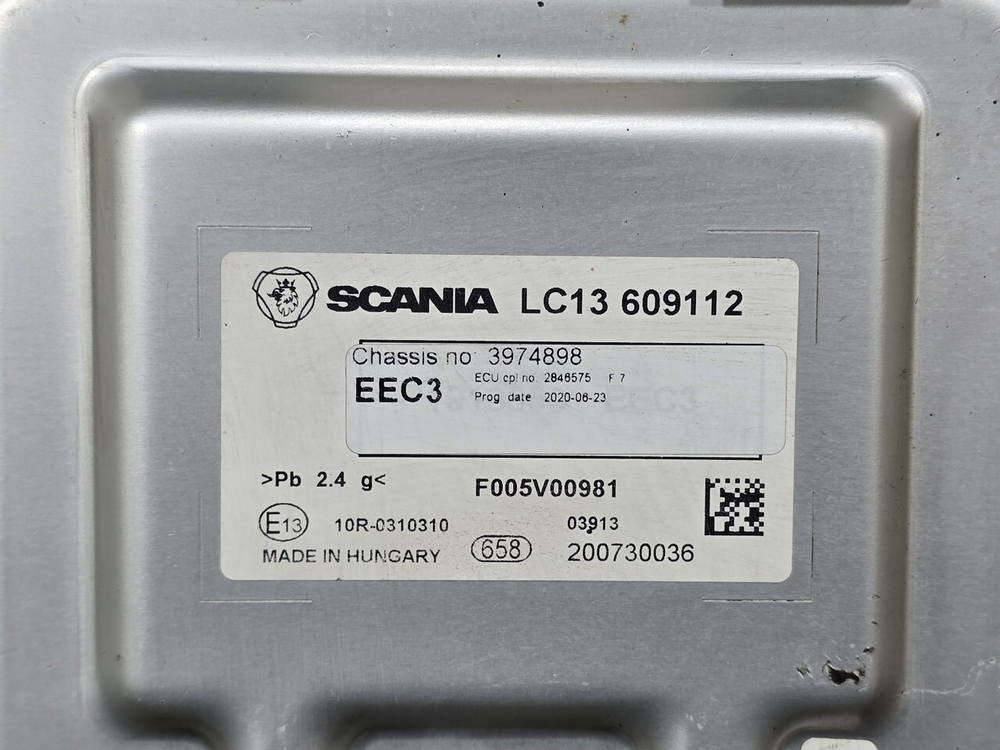 SCANIA LC13 609112
Chassis no 3974898
EEC3
ECU cpl no. 2846575 F 7
Prog date 2020-06-23
>Pb 2.4 g<
F005V00981
E13 10R-0310310
03913
MADE IN HUNGARY 658 200730036